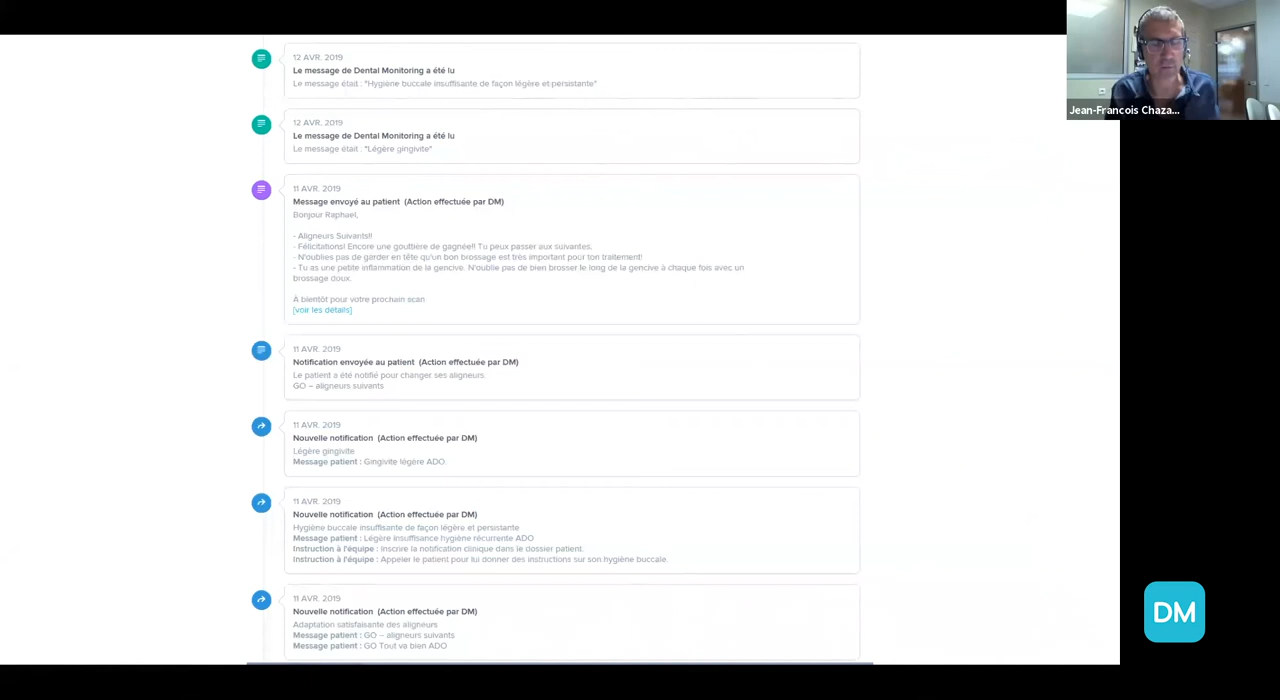 Jean-Francois Chaza...
12 AVR. 2019
Le message de Dental Monitoring a été lu
Le message était : "Hygiène buccale insuffisante de façon légère et persistante"
12 AVR. 2019
Le message de Dental Monitoring a été lu
Le message était : "Légère gingivite"
11 AVR. 2019
Message envoyé au patient (Action effectuée par DM)
Bonjour Raphael,
- Aligneurs Suivants!!
- Félicitations! Encore une gouttière de gagnée!! Tu peux passer aux suivantes.
- N'oublies pas de garder en tête qu'un bon brossage est très important pour ton traitement!
- Tu as une petite inflammation de la gencive. N'oublie pas de bien brosser le long de la gencive à chaque fois avec un
brossage doux.
À bientôt pour votre prochain scan
[voir les détails]
11 AVR. 2019
Notification envoyée au patient (Action effectuée par DM)
Le patient a été notifié pour changer ses aligneurs.
GO – aligneurs suivants
11 AVR. 2019
Nouvelle notification (Action effectuée par DM)
Légère gingivite
Message patient : Gingivite légère ADO.
11 AVR. 2019
Nouvelle notification (Action effectuée par DM)
Hygiène buccale insuffisante de façon légère et persistante
Message patient : Légère insuffisance hygiène récurrente ADO
Instruction à l'équipe : Inscrire la notification clinique dans le dossier patient.
Instruction à l'équipe : Appeler le patient pour lui donner des instructions sur son hygiène buccale.
11 AVR. 2019
Nouvelle notification (Action effectuée par DM)
Adaptation satisfaisante des aligneurs
Message patient : GO – aligneurs suivants
Message patient : GO Tout va bien ADO
DM